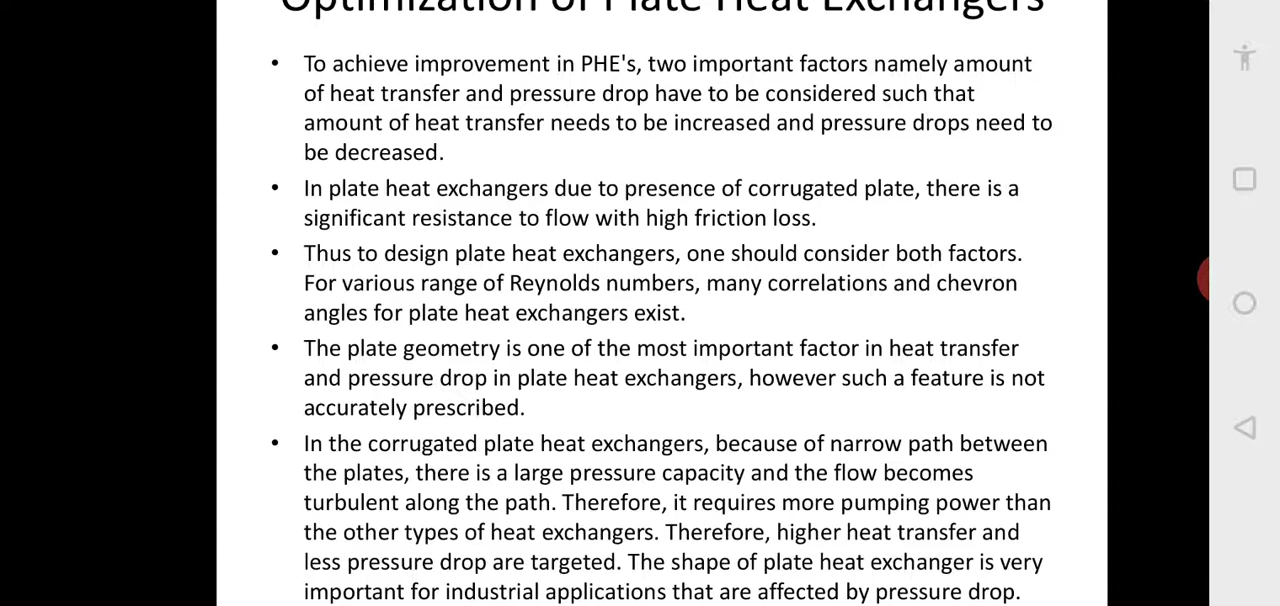 Optimization of Plate Heat Exchangers
• To achieve improvement in PHE's, two important factors namely amount
of heat transfer and pressure drop have to be considered such that
amount of heat transfer needs to be increased and pressure drops need to
be decreased.
• In plate heat exchangers due to presence of corrugated plate, there is a
significant resistance to flow with high friction loss.
• Thus to design plate heat exchangers, one should consider both factors.
For various range of Reynolds numbers, many correlations and chevron
angles for plate heat exchangers exist.
• The plate geometry is one of the most important factor in heat transfer
and pressure drop in plate heat exchangers, however such a feature is not
accurately prescribed.
• In the corrugated plate heat exchangers, because of narrow path between
the plates, there is a large pressure capacity and the flow becomes
turbulent along the path. Therefore, it requires more pumping power than
the other types of heat exchangers. Therefore, higher heat transfer and
less pressure drop are targeted. The shape of plate heat exchanger is very
important for industrial applications that are affected by pressure drop.